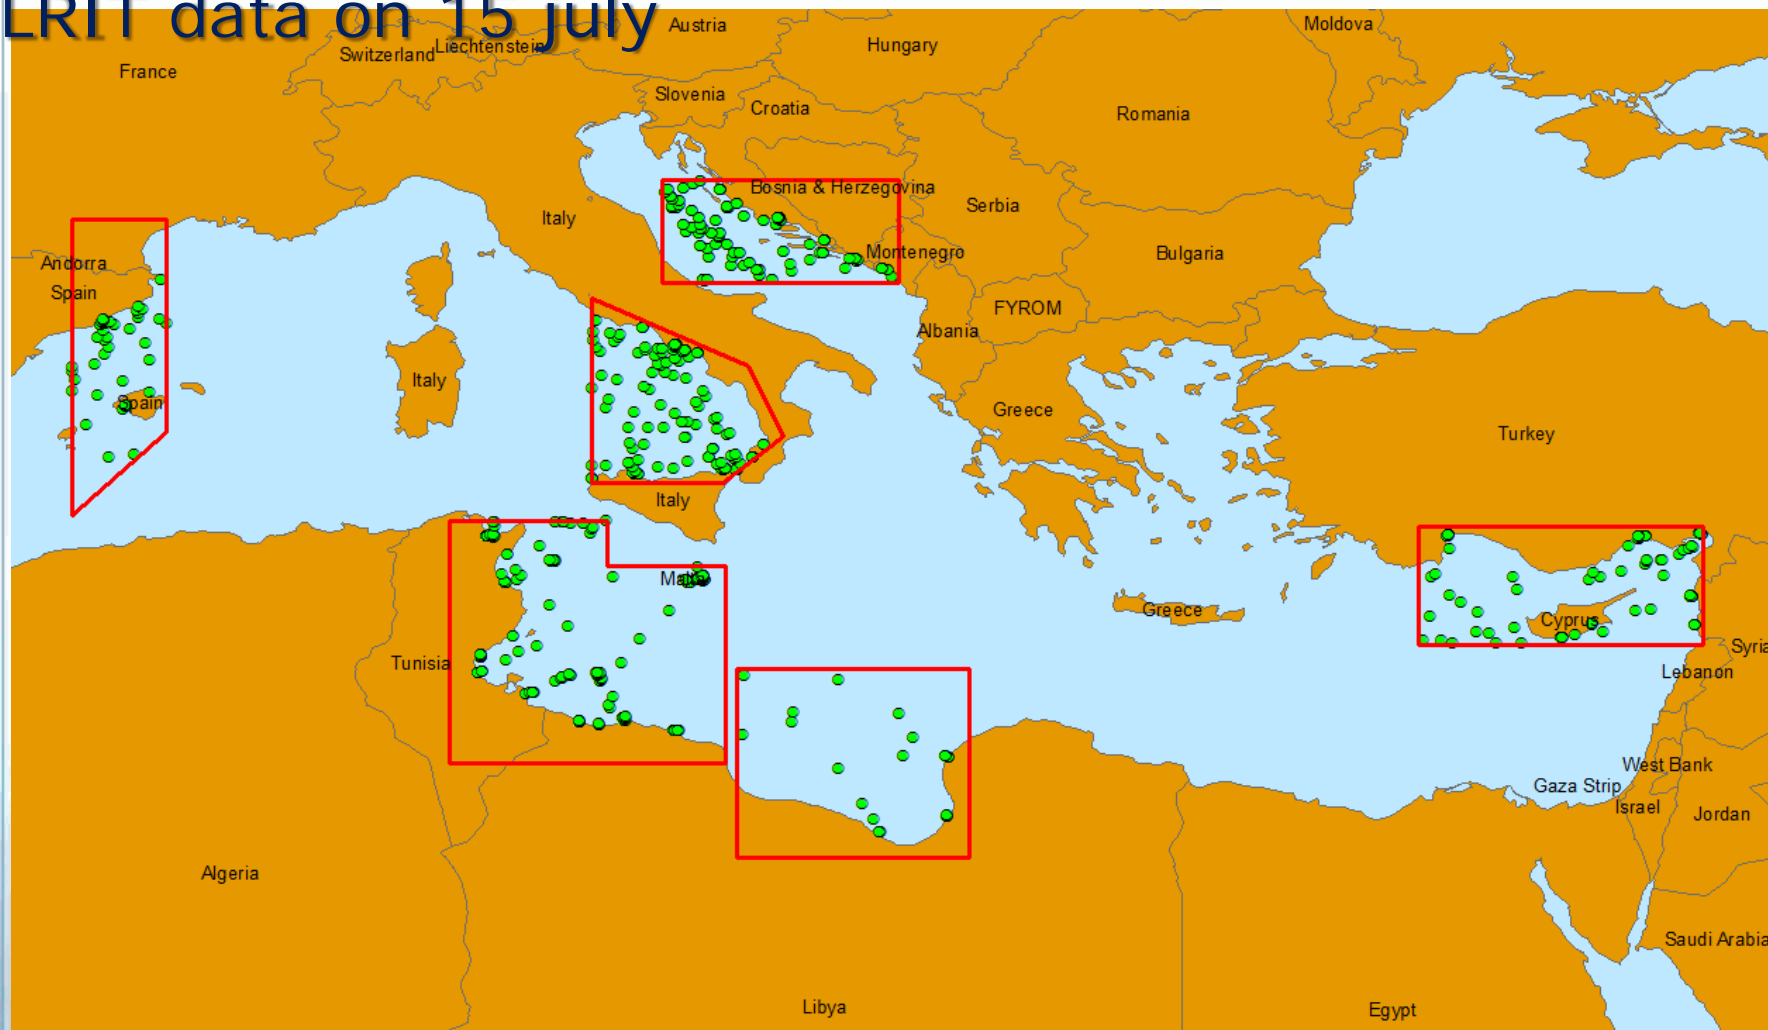 LRIT data on 15 july
Austria
Moldova
Hungary
Liechtenstein
Switzerland
France
Slovenia
Croatia
Romania
Bosnia & Herzegovina
Serbia
Italy
Montenegro
Bulgaria
Andorra
Spain
FYROM
Albania
Italy
Spain
Greece
Turkey
Italy
Malta
Greece
Cyprus
Syria
Tunisia
Lebanon
West Bank
Gaza Strip
Israel
Jordan
Algeria
Saudi Arabia
Libya
Egypt